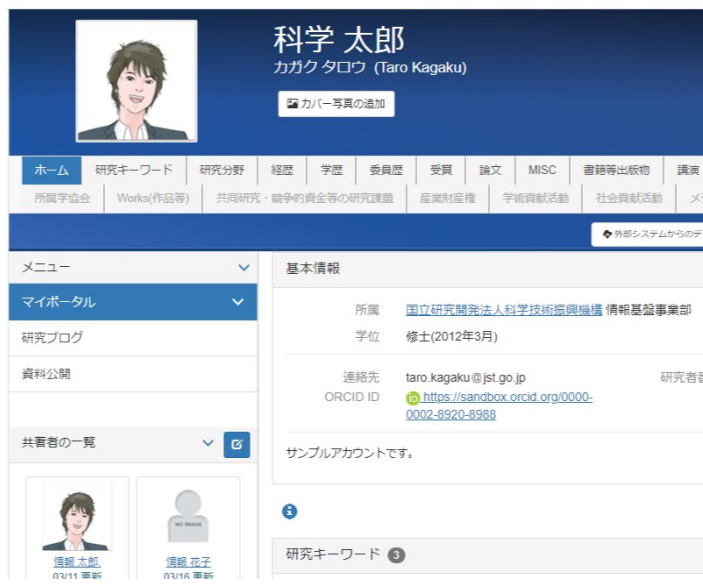 科学 太郎
カガク タロウ (Taro Kagaku)
カバー写真の追加
ホーム 研究キーワード 研究分野 経歴 学歴 委員歴 受賞 論文 MISC 書籍等出版物 講演
所属学協会 Works(作品等) 共同研究・競争的資金等の研究課題 産業財産権 学術貢献活動 社会貢献活動 メ
外部システムからのデ
メニュー
マイポータル
研究ブログ
資料公開
共著者の一覧
情報 太郎
03/11 更新
NO IMAGE
情報 花子
03/16 更新
基本情報
所属 国立研究開発法人科学技術振興機構 情報基盤事業部
学位 修士(2012年3月)
連絡先 taro.kagaku@jst.go.jp 研究者番
ORCID ID iD https://sandbox.orcid.org/0000-
0002-8920-8988
サンプルアカウントです。
研究キーワード 3